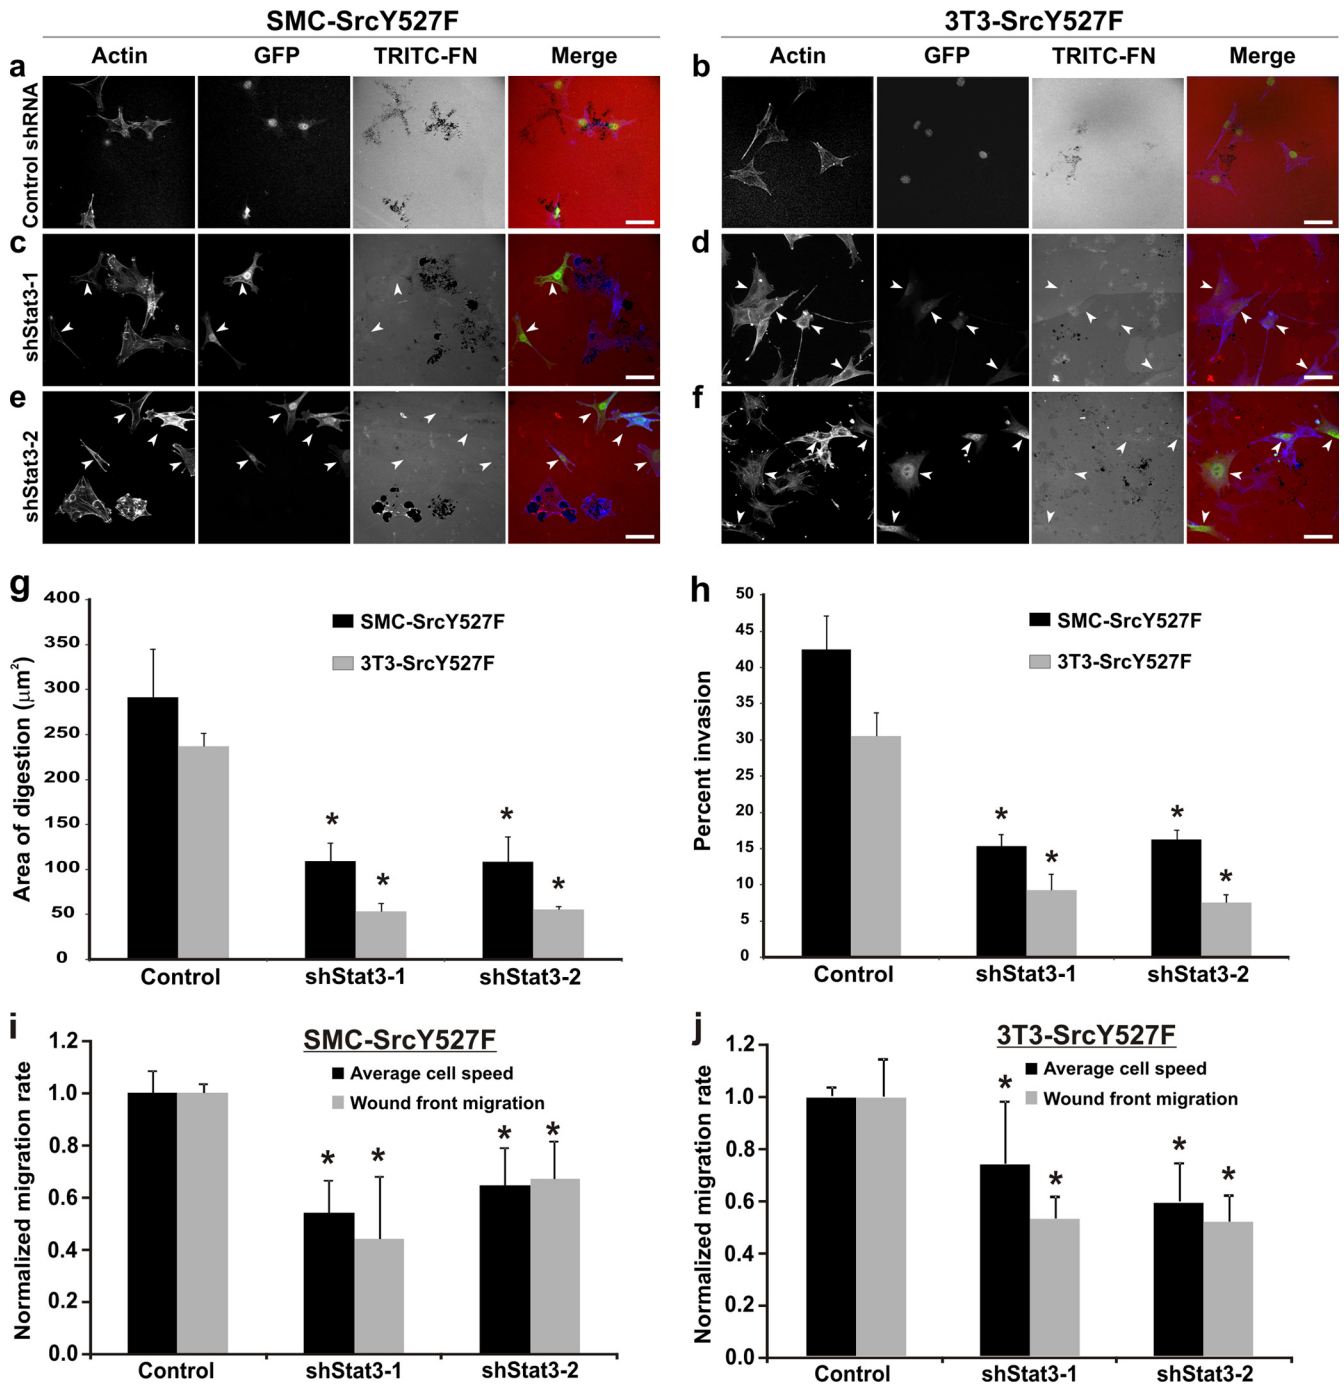 SMC-SrcY527F
3T3-SrcY527F
a
Actin GFP TRITC-FN Merge
b
Actin GFP TRITC-FN Merge
Control shRNA
c
d
shStat3-1
e
f
shStat3-2
g
Area of digestion (μm²)
400
350
300
250
200
150
100
50
0
SMC-SrcY527F
3T3-SrcY527F
*
*
*
*
Control shStat3-1 shStat3-2
h
Percent invasion
50
45
40
35
30
25
20
15
10
5
0
SMC-SrcY527F
3T3-SrcY527F
*
*
*
*
Control shStat3-1 shStat3-2
i
SMC-SrcY527F
Normalized migration rate
1.2
1.0
0.8
0.6
0.4
0.2
0.0
Average cell speed
Wound front migration
*
*
*
*
Control shStat3-1 shStat3-2
j
3T3-SrcY527F
Normalized migration rate
1.2
1.0
0.8
0.6
0.4
0.2
0.0
Average cell speed
Wound front migration
*
*
*
*
Control shStat3-1 shStat3-2